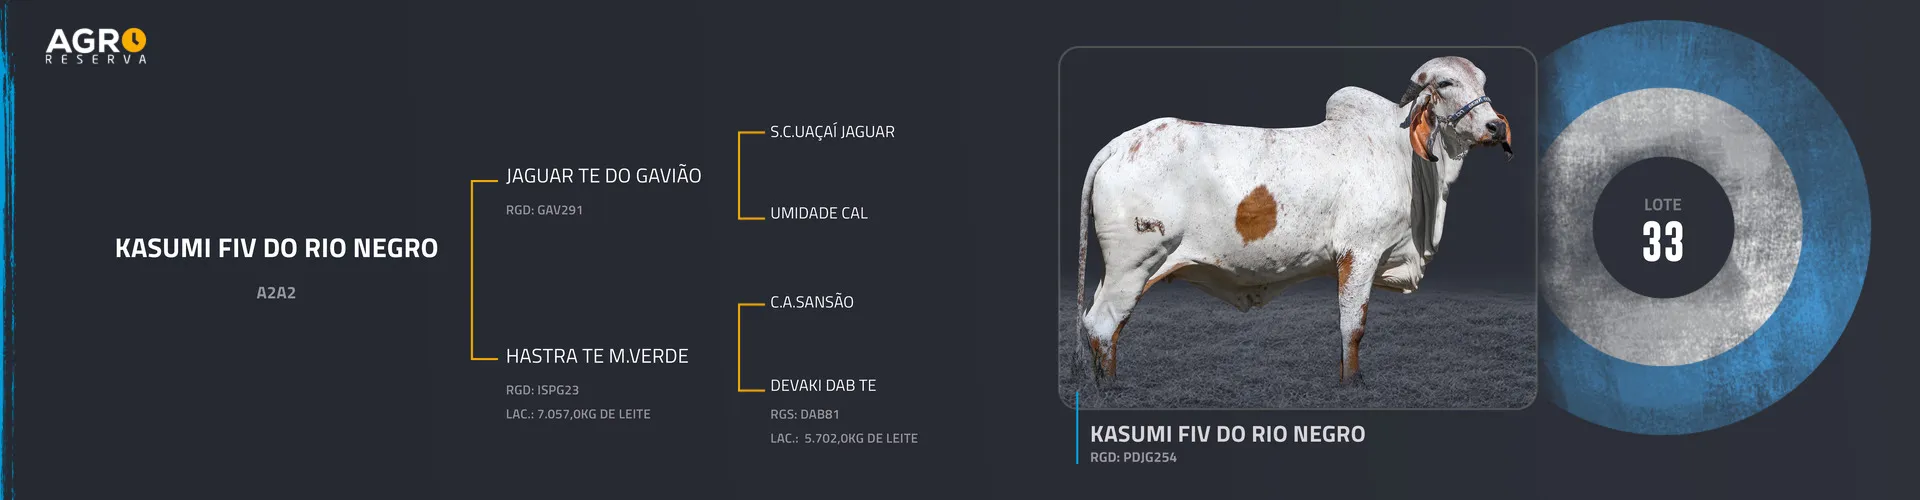 AGRO
RESERVA
KASUMI FIV DO RIO NEGRO
A2A2
JAGUAR TE DO GAVIÃO
RGD: GAV291
HASTRA TE M.VERDE
RGD: ISPG23
LAC.: 7.057,0KG DE LEITE
S.C.UAÇAÍ JAGUAR
UMIDADE CAL
C.A.SANSÃO
DEVAKI DAB TE
RGS: DAB81
LAC.: 5.702,0KG DE LEITE
KASUMI FIV DO RIO NEGRO
RGD: PDJG254
LOTE
33